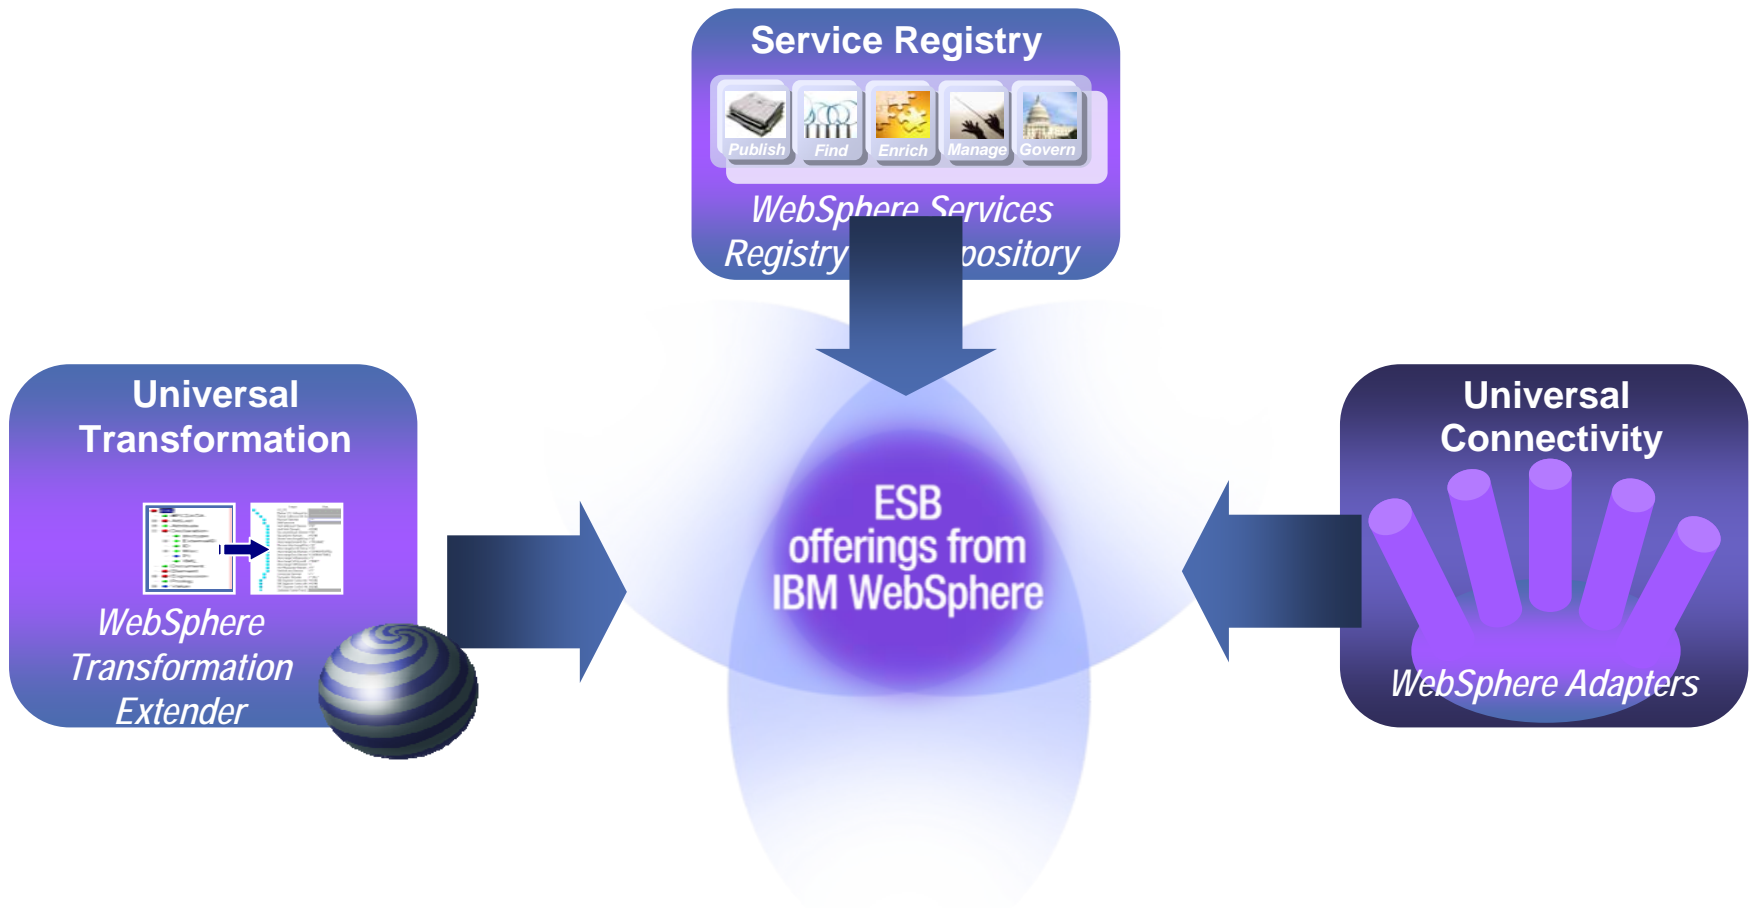 Service Registry
Publish Find Enrich Manage Govern
WebSphere Services
Registry pository
Universal
Transformation
WebSphere
Transformation
Extender
ESB
offerings from
IBM WebSphere
Universal
Connectivity
WebSphere Adapters